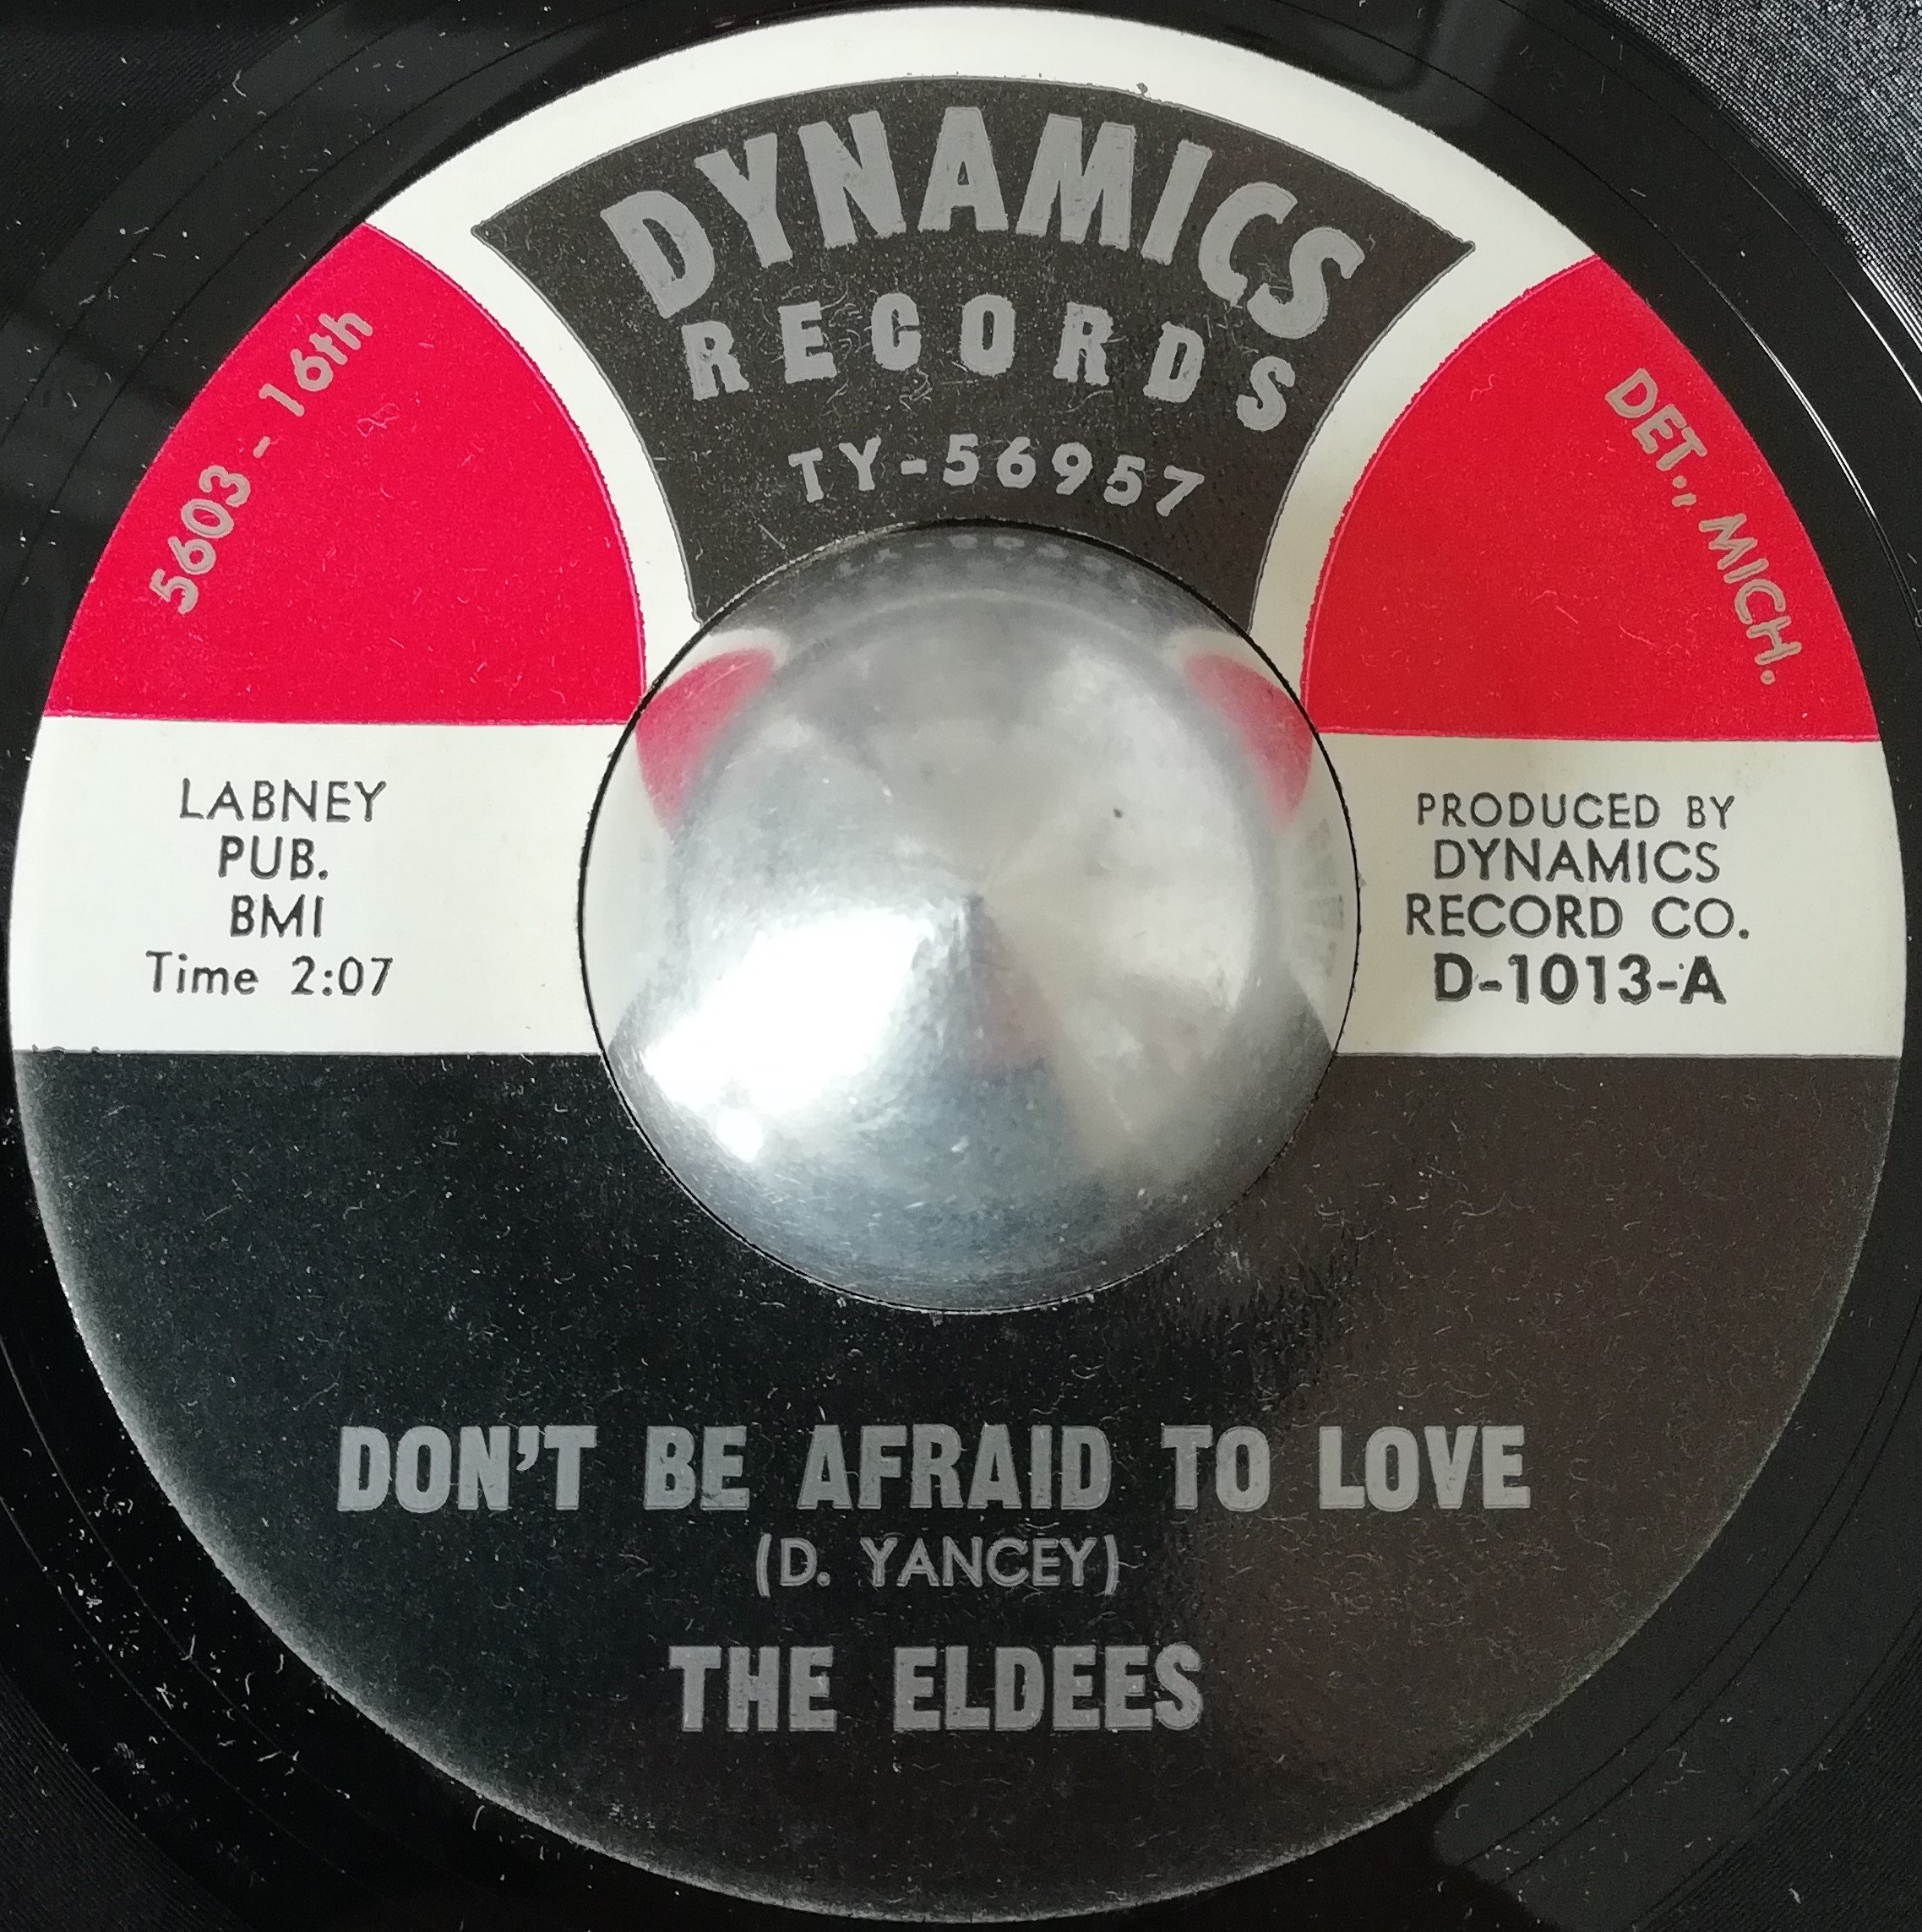 DYNAMICS
RECORDS
TY-56957
5603 - 16th
DET., MICH.
LABNEY
PUB.
BMI
Time 2:07
PRODUCED BY
DYNAMICS
RECORD CO.
D-1013-A
DON'T BE AFRAID TO LOVE
(D. YANCEY)
THE ELDEES